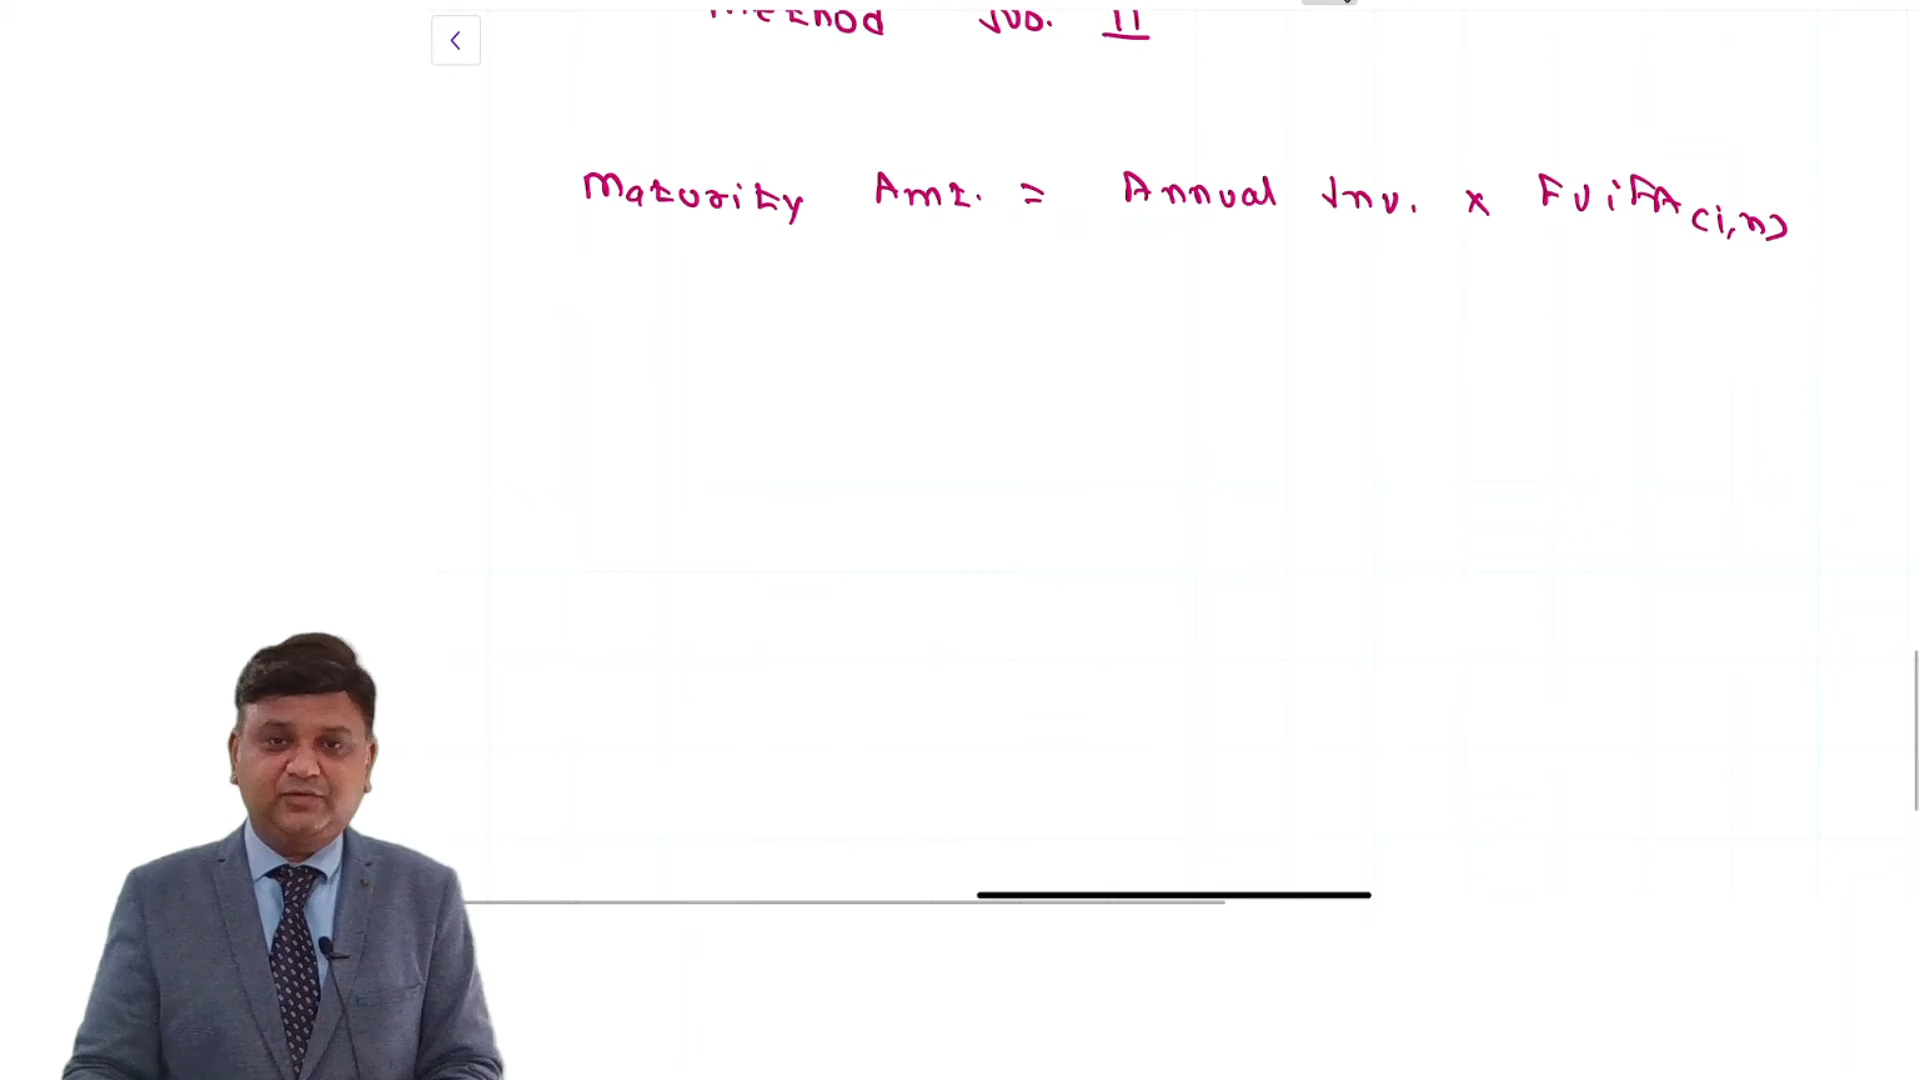 Method No. II
Maturity Amt. = Annual Inv. × FViFA(i,n)